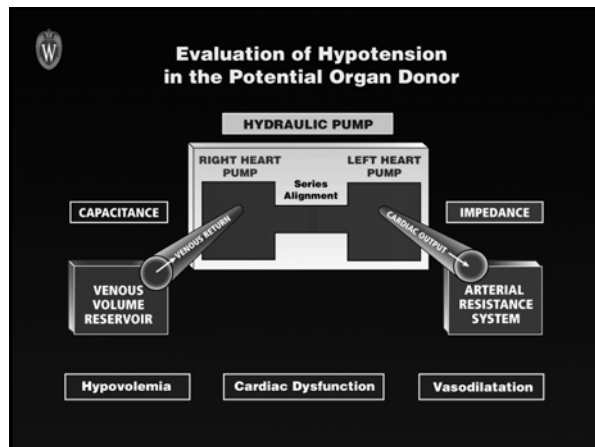 W
Evaluation of Hypotension
in the Potential Organ Donor
HYDRAULIC PUMP
RIGHT HEART
PUMP
LEFT HEART
PUMP
Series
Alignment
CAPACITANCE
IMPEDANCE
VENOUS RETURN
CARDIAC OUTPUT
VENOUS
VOLUME
RESERVOIR
ARTERIAL
RESISTANCE
SYSTEM
Hypovolemia
Cardiac Dysfunction
Vasodilatation